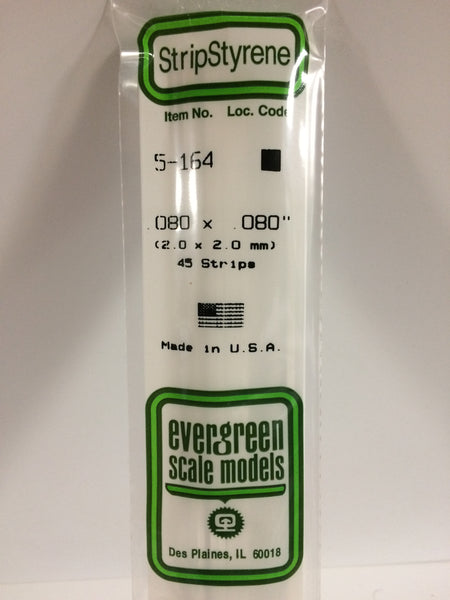 StripStyrene
Item No. Loc. Code
5-164
.080 x .080"
(2.0 x 2.0 mm)
45 Strips
Made in U.S.A.
evergreen
scale models
Des Plaines, IL 60018